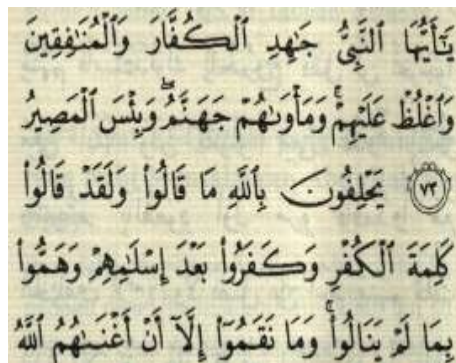 يَـٰٓأَيُّهَا ٱلنَّبِىُّ جَـٰهِدِ ٱلْكُفَّارَ وَٱلْمُنَـٰفِقِينَ
وَٱغْلُظْ عَلَيْهِمْ ۚ وَمَأْوَىٰهُمْ جَهَنَّمُ ۖ وَبِئْسَ ٱلْمَصِيرُ
﴿٧٣﴾ يَحْلِفُونَ بِٱللَّهِ مَا قَالُوا۟ وَلَقَدْ قَالُوا۟
كَلِمَةَ ٱلْكُفْرِ وَكَفَرُوا۟ بَعْدَ إِسْلَـٰمِهِمْ وَهَمُّوا۟
بِمَا لَمْ يَنَالُوا۟ ۚ وَمَا نَقَمُوٓا۟ إِلَّآ أَنْ أَغْنَىٰهُمُ ٱللَّهُ